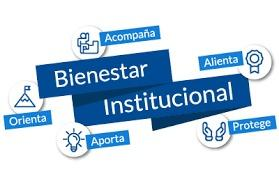 Acompaña
Alienta
Bienestar
Institucional
Orienta
Aporta
Protege